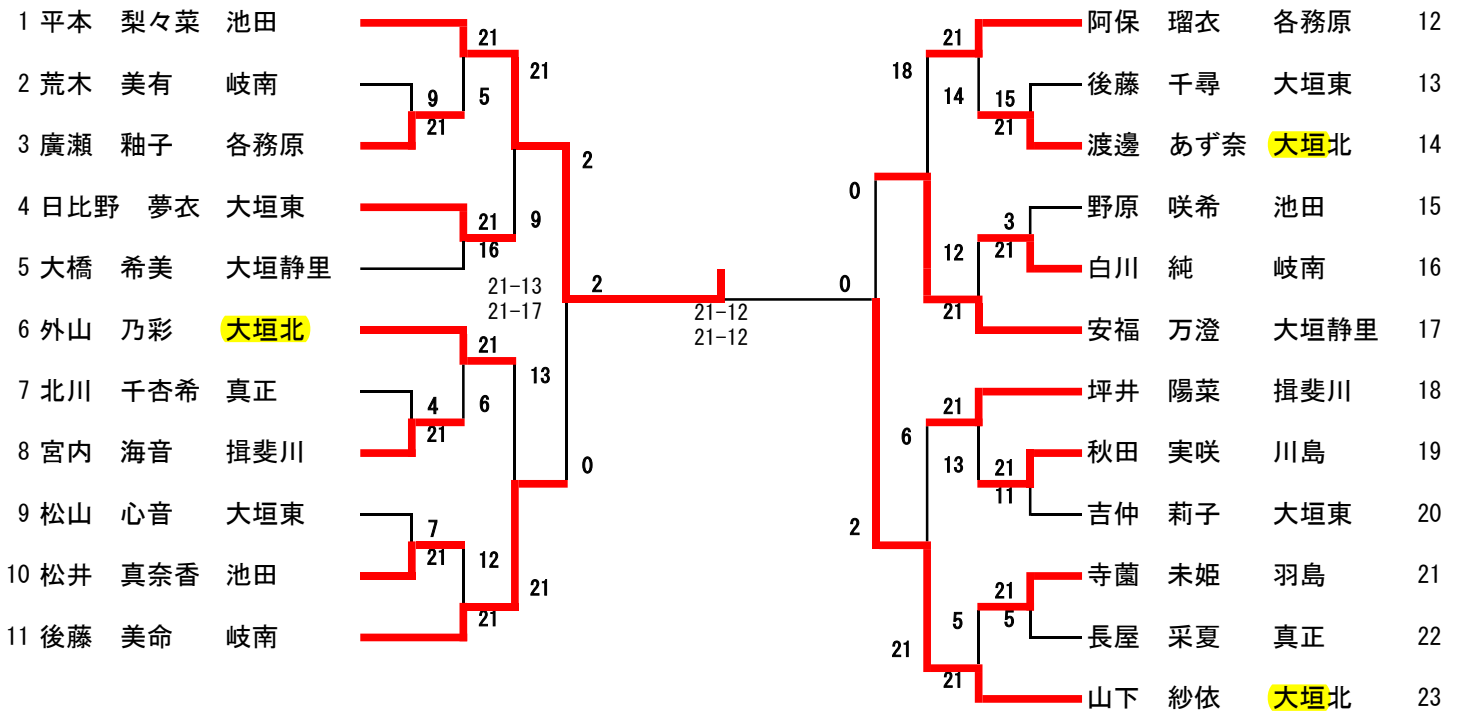 1 平本 梨々菜 池田
2 荒木 美有 岐南
3 廣瀬 釉子 各務原
4 日比野 夢衣 大垣東
5 大橋 希美 大垣静里
6 外山 乃彩 大垣北
7 北川 千杏希 真正
8 宮内 海音 揖斐川
9 松山 心音 大垣東
10 松井 真奈香 池田
11 後藤 美命 岐南
9
21
4
21
7
21
21
5
21
16
21
6
12
21
21
9
13
21
2
0
21-13
21-17
2
21-12
21-12
0
0
2
18
21
6
21
21
14
12
21
21
13
5
21
15
21
3
21
21
11
21
5
阿保 瑠衣 各務原 12
後藤 千尋 大垣東 13
渡邊 あず奈 大垣北 14
野原 咲希 池田 15
白川 純 岐南 16
安福 万澄 大垣静里 17
坪井 陽菜 揖斐川 18
秋田 実咲 川島 19
吉仲 莉子 大垣東 20
寺薗 未姫 羽島 21
長屋 采夏 真正 22
山下 紗依 大垣北 23